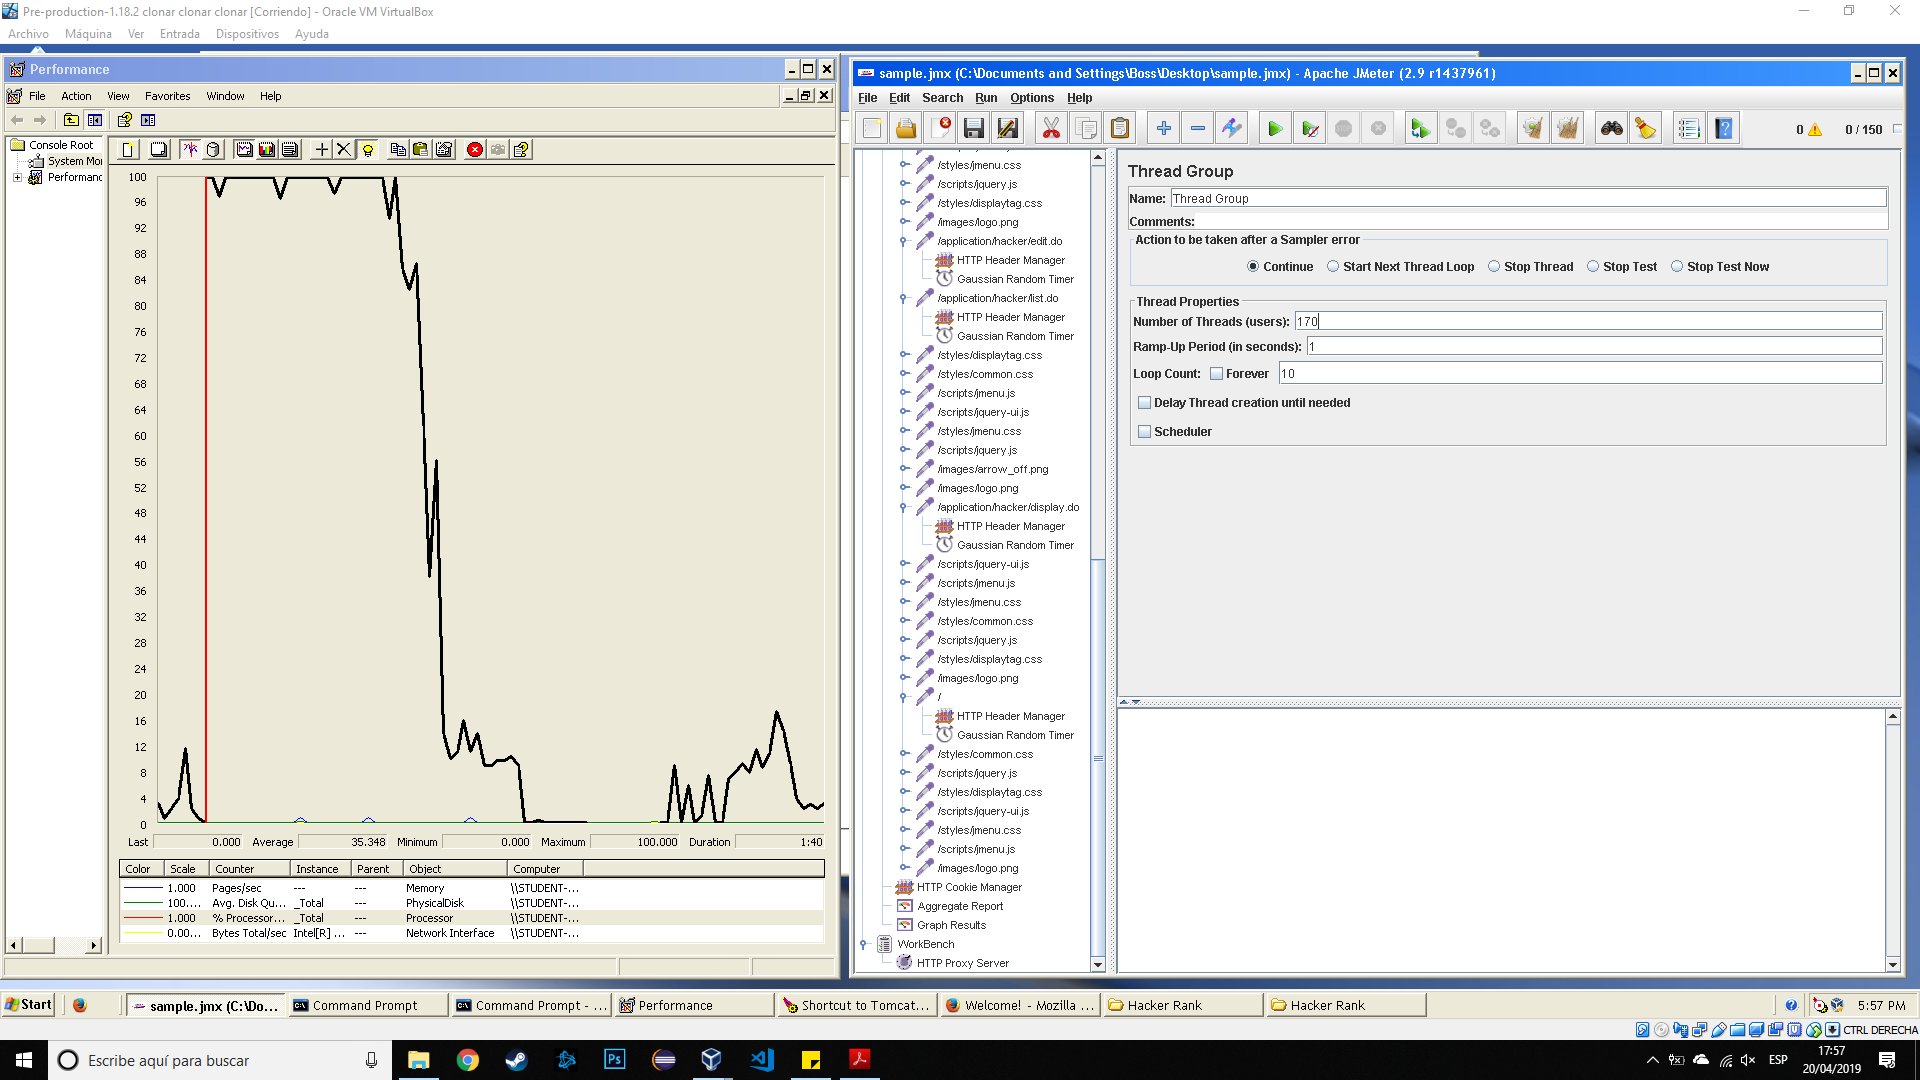 Pre-production-1.18.2 clonar clonar clonar [Corriendo] - Oracle VM VirtualBox
Archivo Máquina Ver Entrada Dispositivos Ayuda
Performance
File Action View Favorites Window Help
Console Root
System Mo
Performanc
100
96
92
88
84
80
76
72
68
64
60
56
52
48
44
40
36
32
28
24
20
16
12
8
4
0
Last 0.000 Average 35.348 Minimum 0.000 Maximum 100.000 Duration 1:40
Color Scale Counter Instance Parent Object Computer
1.000 Pages/sec --- --- Memory \\STUDENT-...
100.... Avg. Disk Qu... _Total --- PhysicalDisk \\STUDENT-...
1.000 % Processor... _Total --- Processor \\STUDENT-...
0.00... Bytes Total/sec Intel[R] ... --- Network Interface \\STUDENT-...
sample.jmx (C:\Documents and Settings\Boss\Desktop\sample.jmx) - Apache JMeter (2.9 r1437961)
File Edit Search Run Options Help
0 0 / 150
/styles/jmenu.css
/scripts/jquery.js
/styles/displaytag.css
/images/logo.png
/application/hacker/edit.do
HTTP Header Manager
Gaussian Random Timer
/application/hacker/list.do
HTTP Header Manager
Gaussian Random Timer
/styles/displaytag.css
/styles/common.css
/scripts/jmenu.js
/scripts/jquery-ui.js
/styles/jmenu.css
/scripts/jquery.js
/images/arrow_off.png
/images/logo.png
/application/hacker/display.do
HTTP Header Manager
Gaussian Random Timer
/scripts/jquery-ui.js
/scripts/jmenu.js
/styles/jmenu.css
/styles/common.css
/scripts/jquery.js
/styles/displaytag.css
/images/logo.png
/
HTTP Header Manager
Gaussian Random Timer
/styles/common.css
/scripts/jquery.js
/styles/displaytag.css
/scripts/jquery-ui.js
/styles/jmenu.css
/scripts/jmenu.js
/images/logo.png
HTTP Cookie Manager
Aggregate Report
Graph Results
WorkBench
HTTP Proxy Server
Thread Group
Name: Thread Group
Comments:
Action to be taken after a Sampler error
Continue Start Next Thread Loop Stop Thread Stop Test Stop Test Now
Thread Properties
Number of Threads (users): 170
Ramp-Up Period (in seconds): 1
Loop Count: Forever 10
Delay Thread creation until needed
Scheduler
Start sample.jmx (C:\Do... Command Prompt Command Prompt - ... Performance Shortcut to Tomcat... Welcome! - Mozilla ... Hacker Rank Hacker Rank 5:57 PM
CTRL DERECHA
Escribe aquí para buscar
Ps
ESP
17:57
20/04/2019